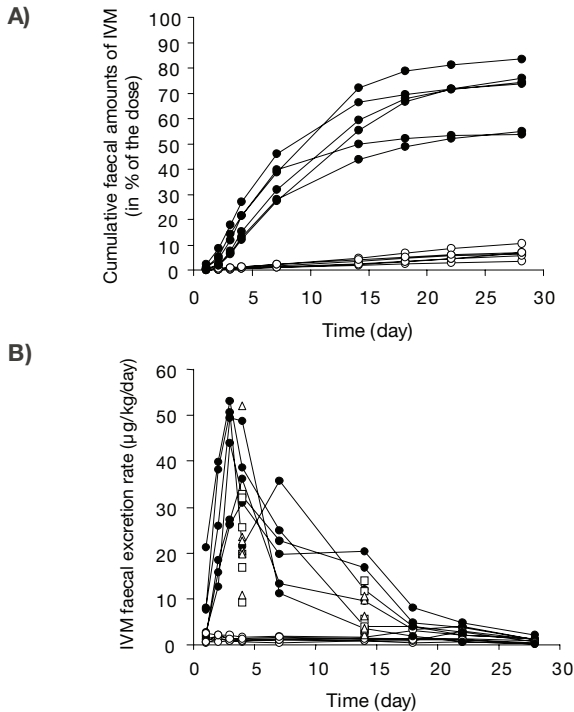 A)
Cumulative faecal amounts of IVM
(in % of the dose)
100
90
80
70
60
50
40
30
20
10
0
0 5 10 15 20 25 30
Time (day)
B)
IVM faecal excretion rate (µg/kg/day)
60
50
40
30
20
10
0
0 5 10 15 20 25 30
Time (day)